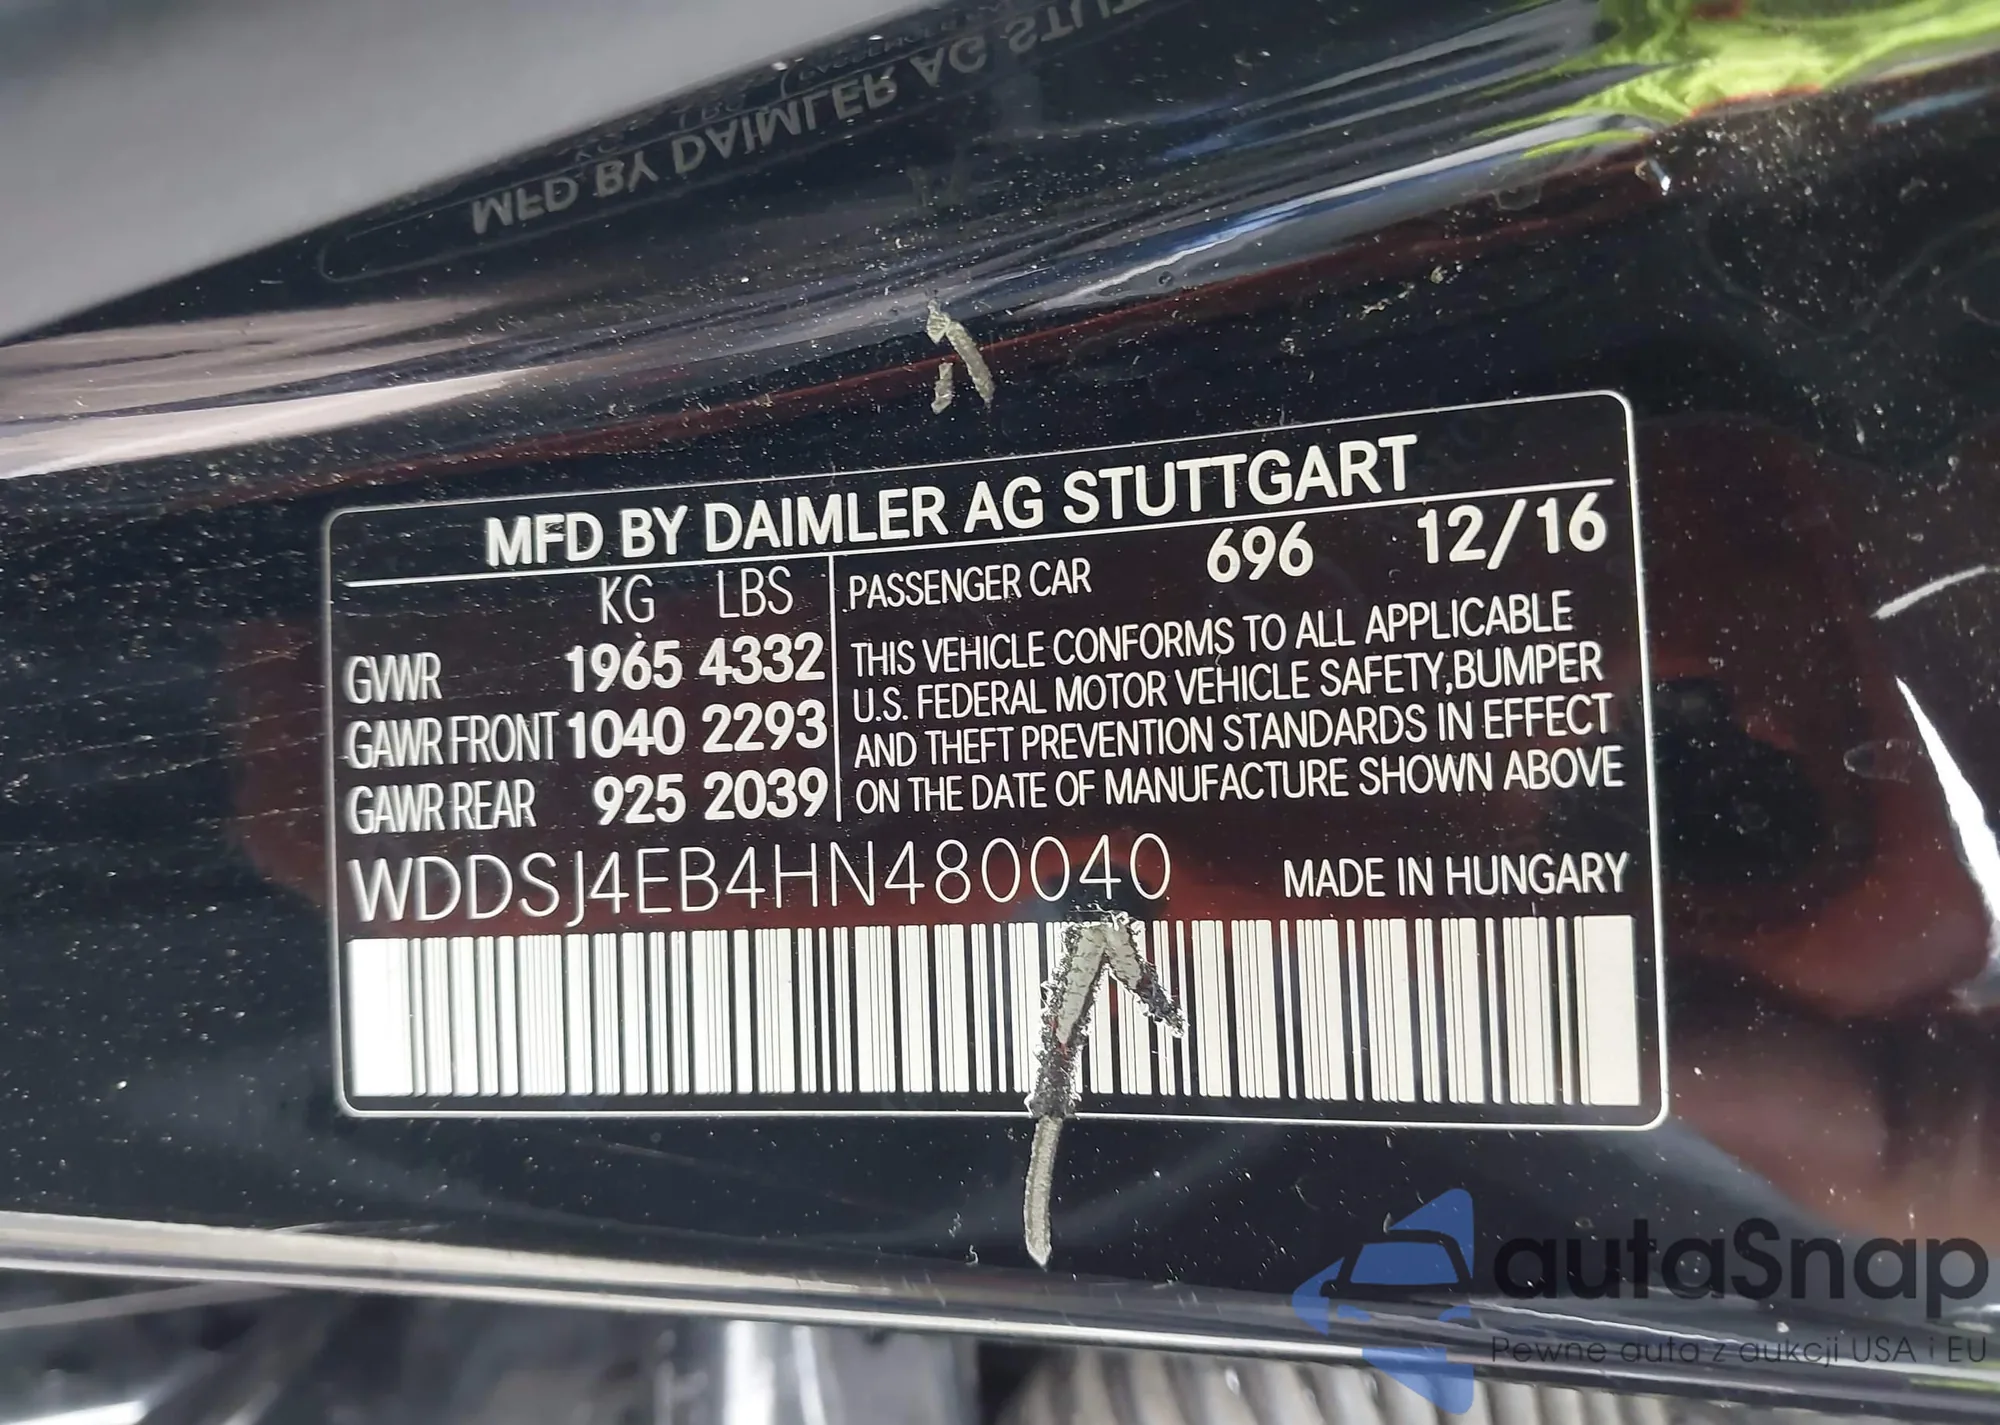 MFD BY DAIMLER AG STUTT
MFD BY DAIMLER AG STUTTGART
KG LBS
GVWR 1965 4332
GAWR FRONT 1040 2293
GAWR REAR 925 2039
PASSENGER CAR 696 12/16
THIS VEHICLE CONFORMS TO ALL APPLICABLE
U.S. FEDERAL MOTOR VEHICLE SAFETY, BUMPER
AND THEFT PREVENTION STANDARDS IN EFFECT
ON THE DATE OF MANUFACTURE SHOWN ABOVE
WDDSJ4EB4HN480040 MADE IN HUNGARY
autaSnap
Pewne auta z aukcji USA i EU